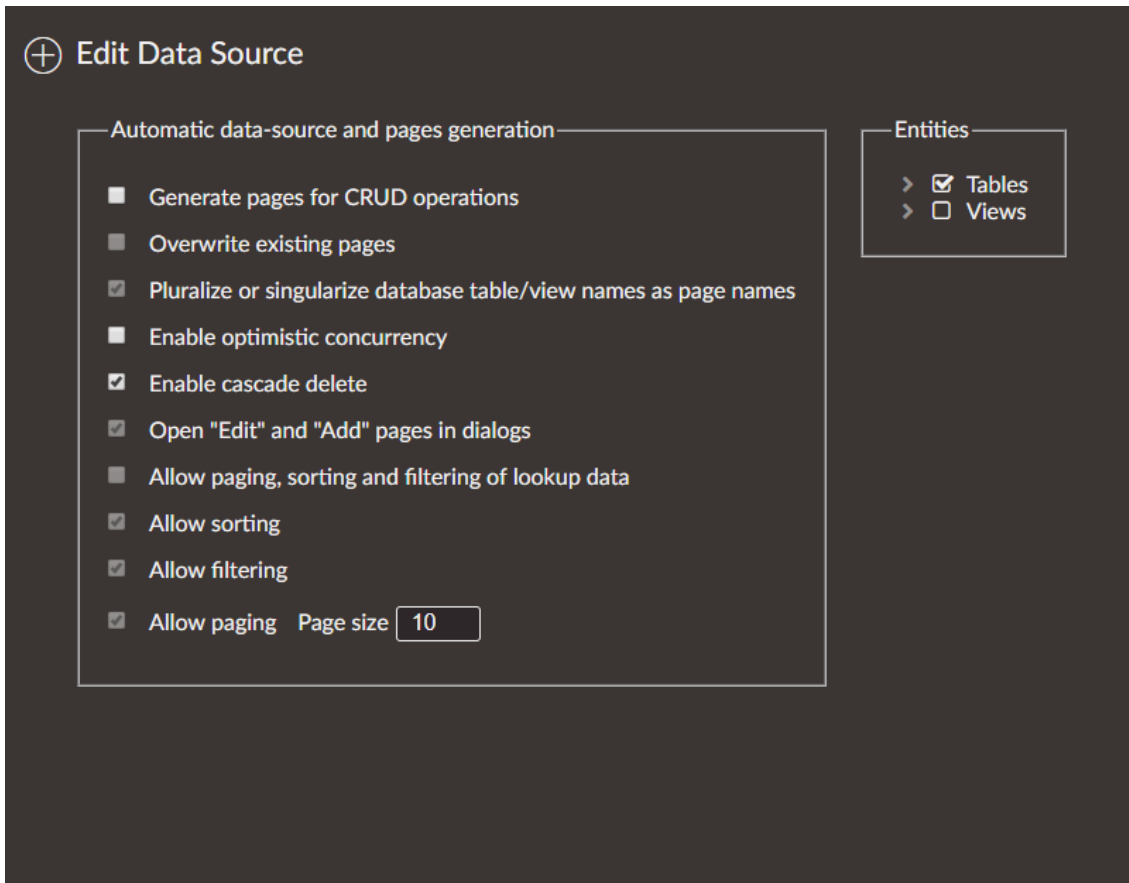 Edit Data Source
Automatic data-source and pages generation
Generate pages for CRUD operations
Overwrite existing pages
Pluralize or singularize database table/view names as page names
Enable optimistic concurrency
Enable cascade delete
Open "Edit" and "Add" pages in dialogs
Allow paging, sorting and filtering of lookup data
Allow sorting
Allow filtering
Allow paging Page size 10
Entities
Tables
Views